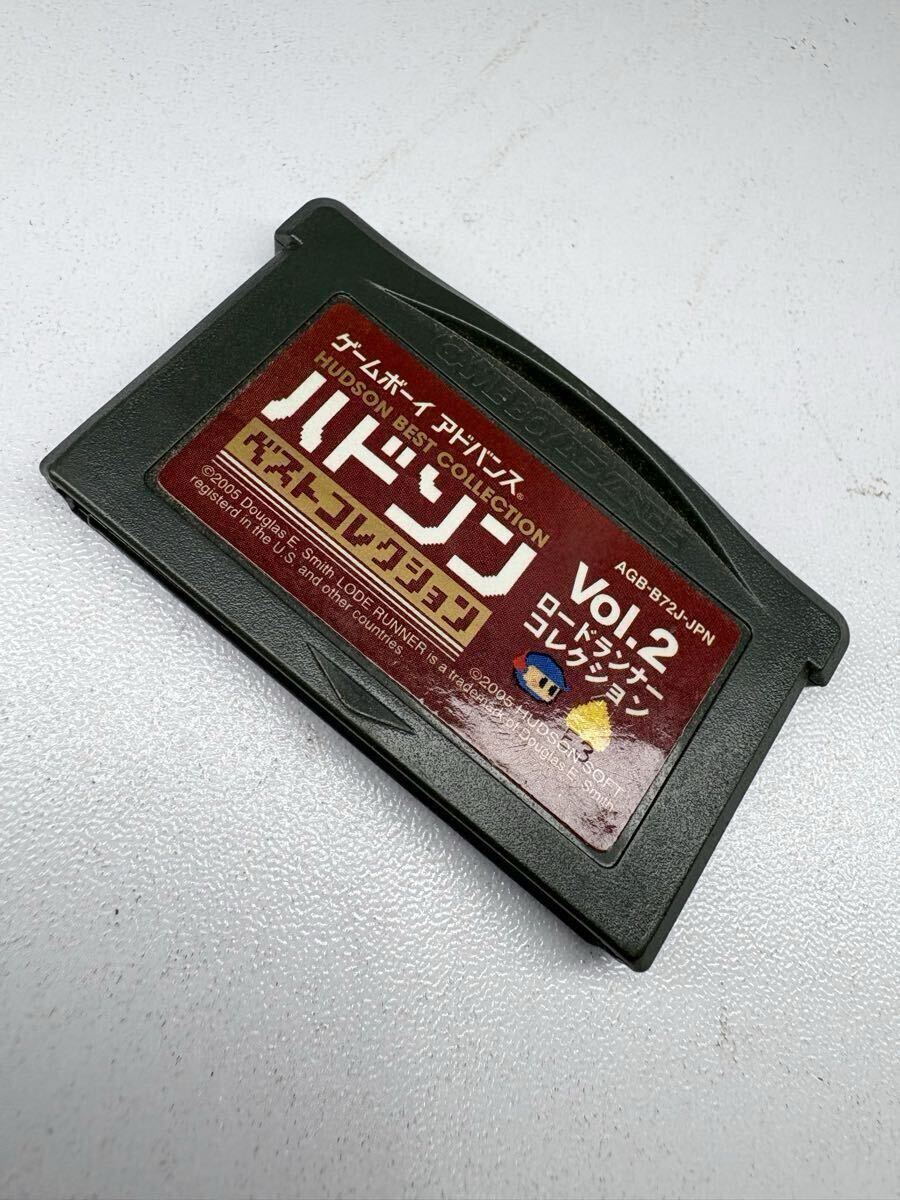 GAME BOY ADVANCE
ゲームボーイ アドバンス®
HUDSON BEST COLLECTION
ハドソン
ベストコレクション
AGB-B72J-JPN
Vol.2
ロードランナー
コレクション
©2005 HUDSON SOFT
©2005 Douglas E. Smith. LODE RUNNER is a trademark of Douglas E. Smith,
registerd in the U.S. and other countries.